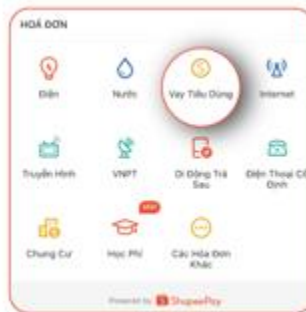 HOÁ ĐƠN
Điện
Nước
Vay Tiêu Dùng
Internet
Truyền Hình
VNPT
Di Động Trả
Sau
Điện Thoại Cố
Định
Chung Cư
Học Phí
Các Hóa Đơn
Khác
Powered by ShopeePay